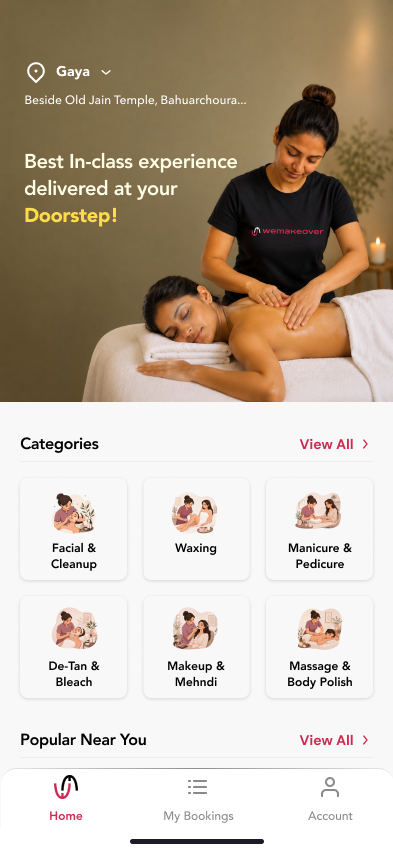 Gaya
Beside Old Jain Temple, Bahuarchoura...
Best In-class experience
delivered at your
Doorstep!
wemakeover
Categories
View All
Facial &
Cleanup
Waxing
Manicure &
Pedicure
De-Tan &
Bleach
Makeup &
Mehndi
Massage &
Body Polish
Popular Near You
View All
Home
My Bookings
Account